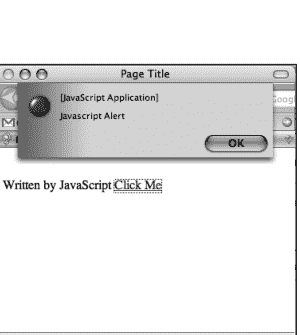 Page Title
[JavaScript Application]
Javascript Alert
OK
Written by JavaScript Click Me